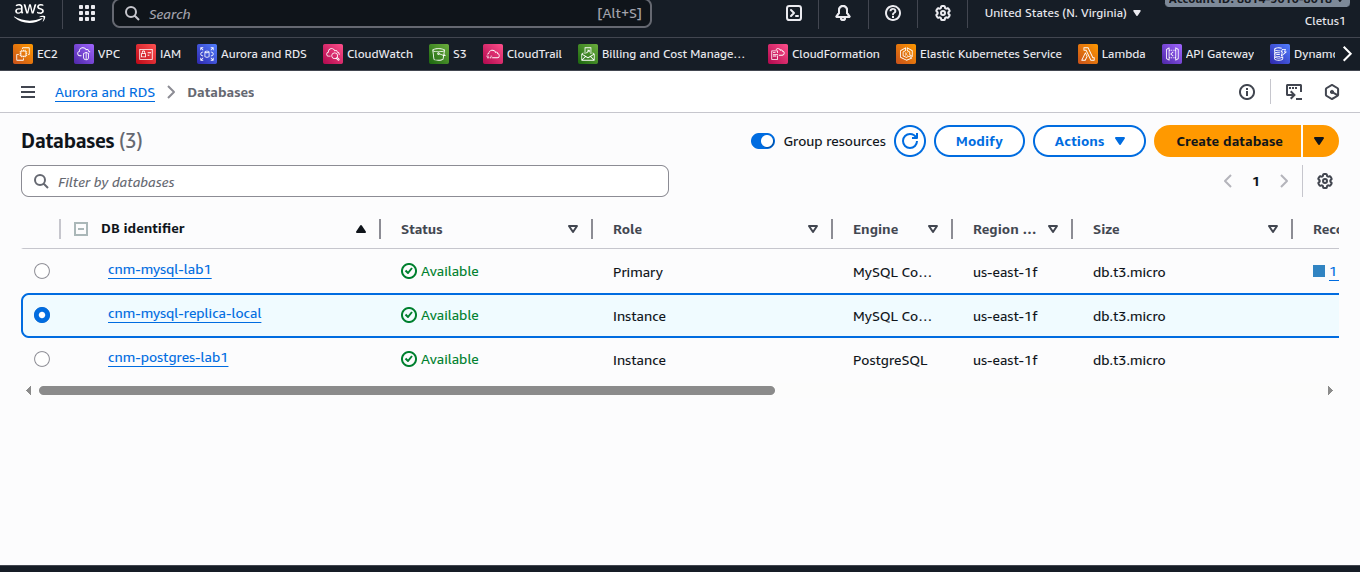 aws
Search [Alt+S] United States (N. Virginia)
Cletus1
EC2 VPC IAM Aurora and RDS CloudWatch S3 CloudTrail Billing and Cost Manage... CloudFormation Elastic Kubernetes Service Lambda API Gateway Dynam
Aurora and RDS > Databases
Databases (3) Group resources Modify Actions Create database
Filter by databases 1
DB identifier Status Role Engine Region ... Size Reco
cnm-mysql-lab1 Available Primary MySQL Co... us-east-1f db.t3.micro 1
cnm-mysql-replica-local Available Instance MySQL Co... us-east-1f db.t3.micro
cnm-postgres-lab1 Available Instance PostgreSQL us-east-1f db.t3.micro